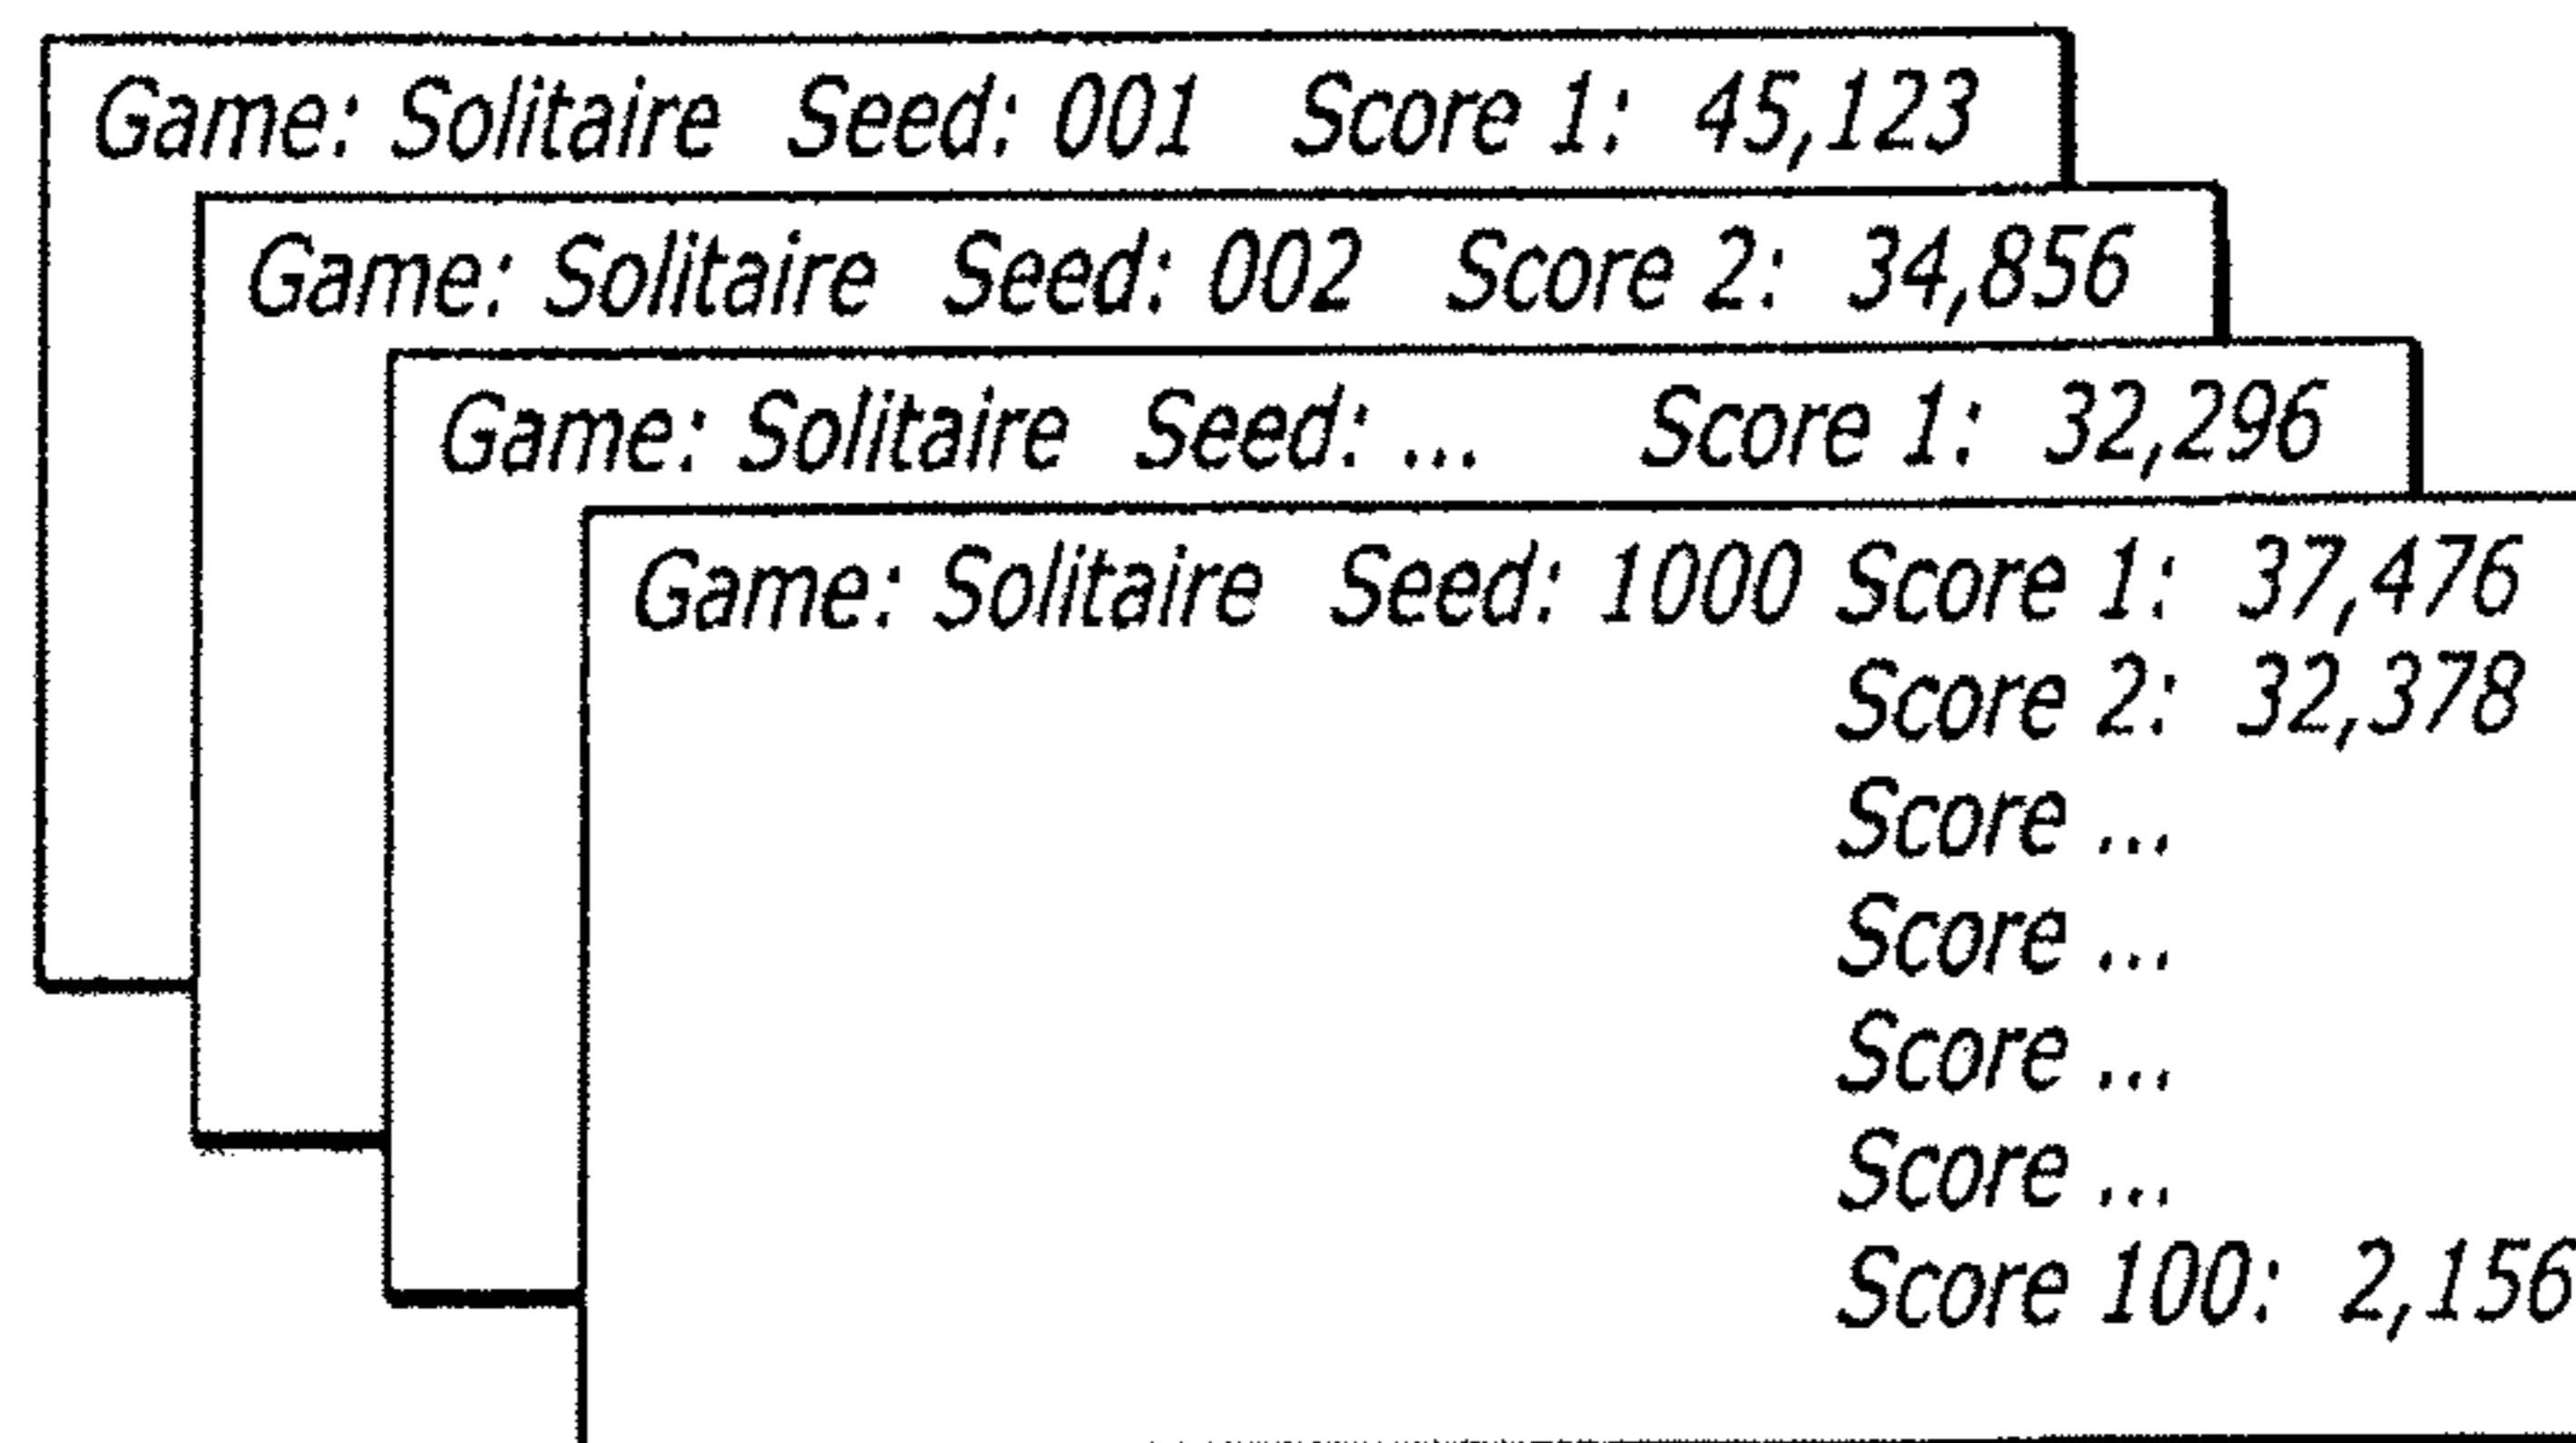 Game: Solitaire Seed: 001 Score 1: 45,123
Game: Solitaire Seed: 002 Score 2: 34,856
Game: Solitaire Seed: ... Score 1: 32,296
Game: Solitaire Seed: 1000 Score 1: 37,476
Score 2: 32,378
Score ...
Score ...
Score ...
Score ...
Score 100: 2,156